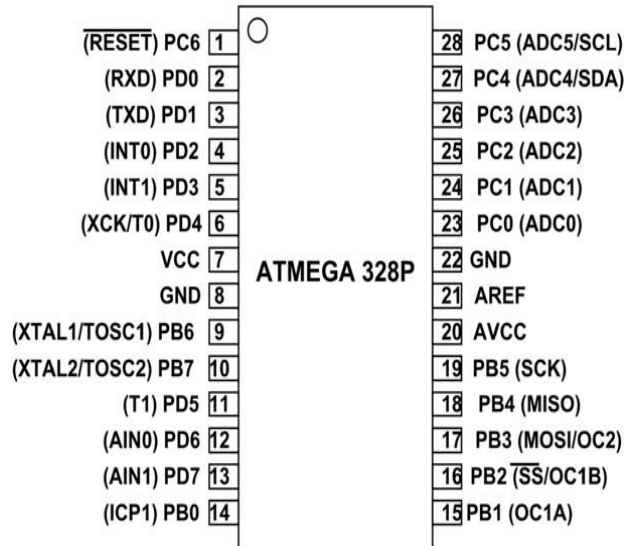 (RESET) PC6 1
28 PC5 (ADC5/SCL)
(RXD) PD0 2
27 PC4 (ADC4/SDA)
(TXD) PD1 3
26 PC3 (ADC3)
(INT0) PD2 4
25 PC2 (ADC2)
(INT1) PD3 5
24 PC1 (ADC1)
(XCK/T0) PD4 6
23 PC0 (ADC0)
VCC 7
22 GND
ATMEGA 328P
GND 8
21 AREF
(XTAL1/TOSC1) PB6 9
20 AVCC
(XTAL2/TOSC2) PB7 10
19 PB5 (SCK)
(T1) PD5 11
18 PB4 (MISO)
(AIN0) PD6 12
17 PB3 (MOSI/OC2)
(AIN1) PD7 13
16 PB2 (SS/OC1B)
(ICP1) PB0 14
15 PB1 (OC1A)